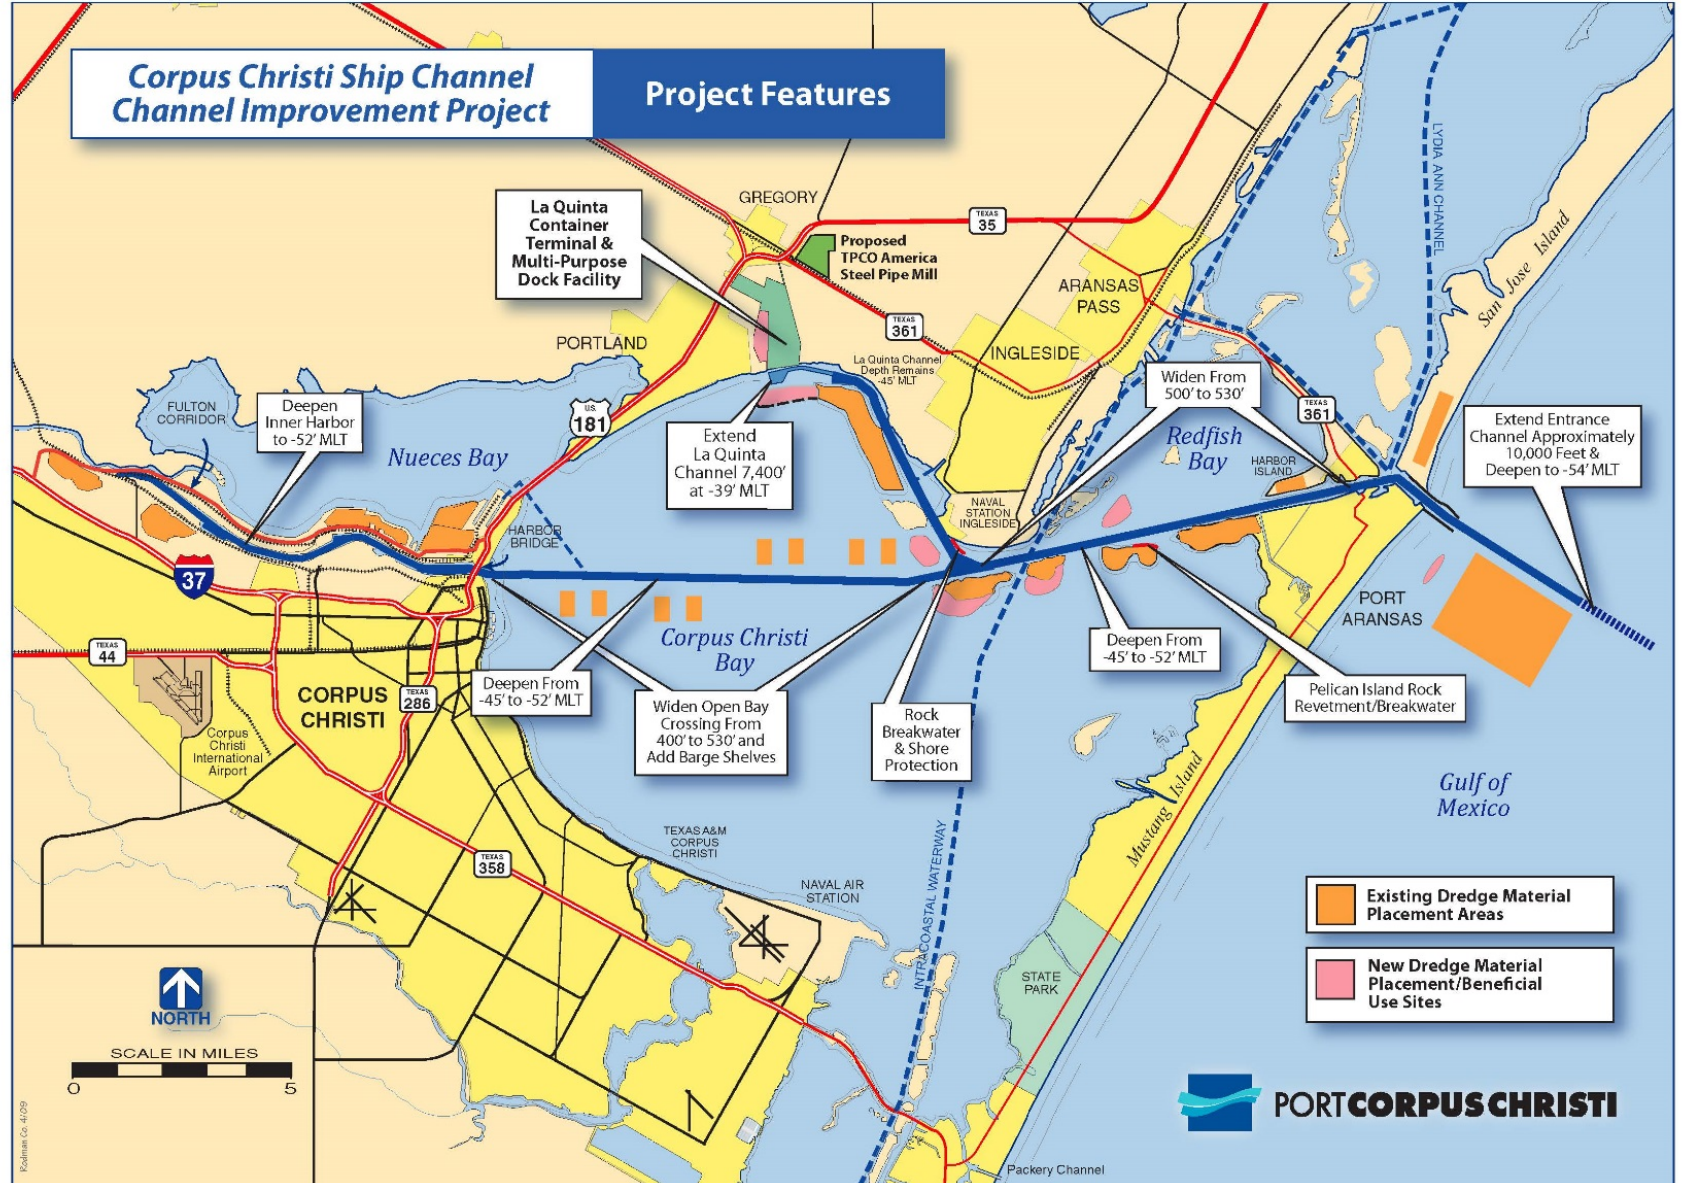 Corpus Christi Ship Channel
Channel Improvement Project
Project Features
GREGORY
La Quinta
Container
Terminal &
Multi-Purpose
Dock Facility
TEXAS
35
Proposed
TPCO America
Steel Pipe Mill
LYDIA ANN CHANNEL
San Jose Island
ARANSAS
PASS
TEXAS
361
PORTLAND
INGLESIDE
La Quinta Channel
Depth Remains
-45' MLT
Widen From
500' to 530'
TEXAS
361
FULTON
CORRIDOR
Deepen
Inner Harbor
to -52' MLT
U.S.
181
Extend
La Quinta
Channel 7,400'
at -39' MLT
Redfish
Bay
Extend Entrance
Channel Approximately
10,000 Feet &
Deepen to -54' MLT
Nueces Bay
HARBOR
ISLAND
NAVAL
STATION
INGLESIDE
HARBOR
BRIDGE
37
PORT
ARANSAS
Corpus Christi
Bay
TEXAS
44
Deepen From
-45' to -52' MLT
Deepen From
-45' to -52' MLT
Pelican Island Rock
Revetment/Breakwater
CORPUS
CHRISTI
TEXAS
286
Widen Open Bay
Crossing From
400' to 530' and
Add Barge Shelves
Rock
Breakwater
& Shore
Protection
Corpus
Christi
International
Airport
Gulf of
Mexico
Mustang Island
TEXAS A&M
CORPUS
CHRISTI
TEXAS
358
NAVAL AIR
STATION
INTRACOASTAL WATERWAY
Existing Dredge Material
Placement Areas
STATE
PARK
New Dredge Material
Placement/Beneficial
Use Sites
NORTH
SCALE IN MILES
0 5
PORTCORPUSCHRISTI
Rodman Co. 4/09
Packery Channel